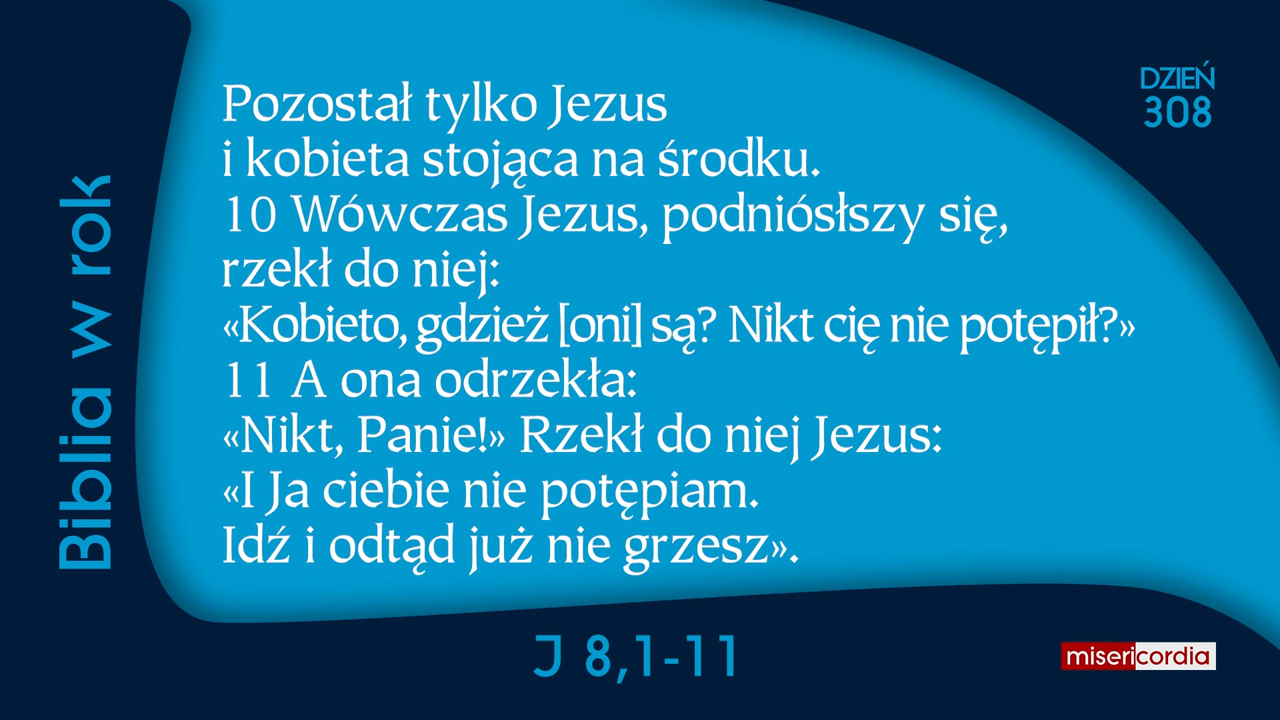 Pozostał tylko Jezus
i kobieta stojąca na środku.
10 Wówczas Jezus, podniósłszy się,
rzekł do niej:
«Kobieto, gdzież [oni] są? Nikt cię nie potępił?»
11 A ona odrzekła:
«Nikt, Panie!» Rzekł do niej Jezus:
«I Ja ciebie nie potępiam.
Idź i odtąd już nie grzesz».
DZIEŃ
308
Biblia w rok
J 8,1-11
misericordia